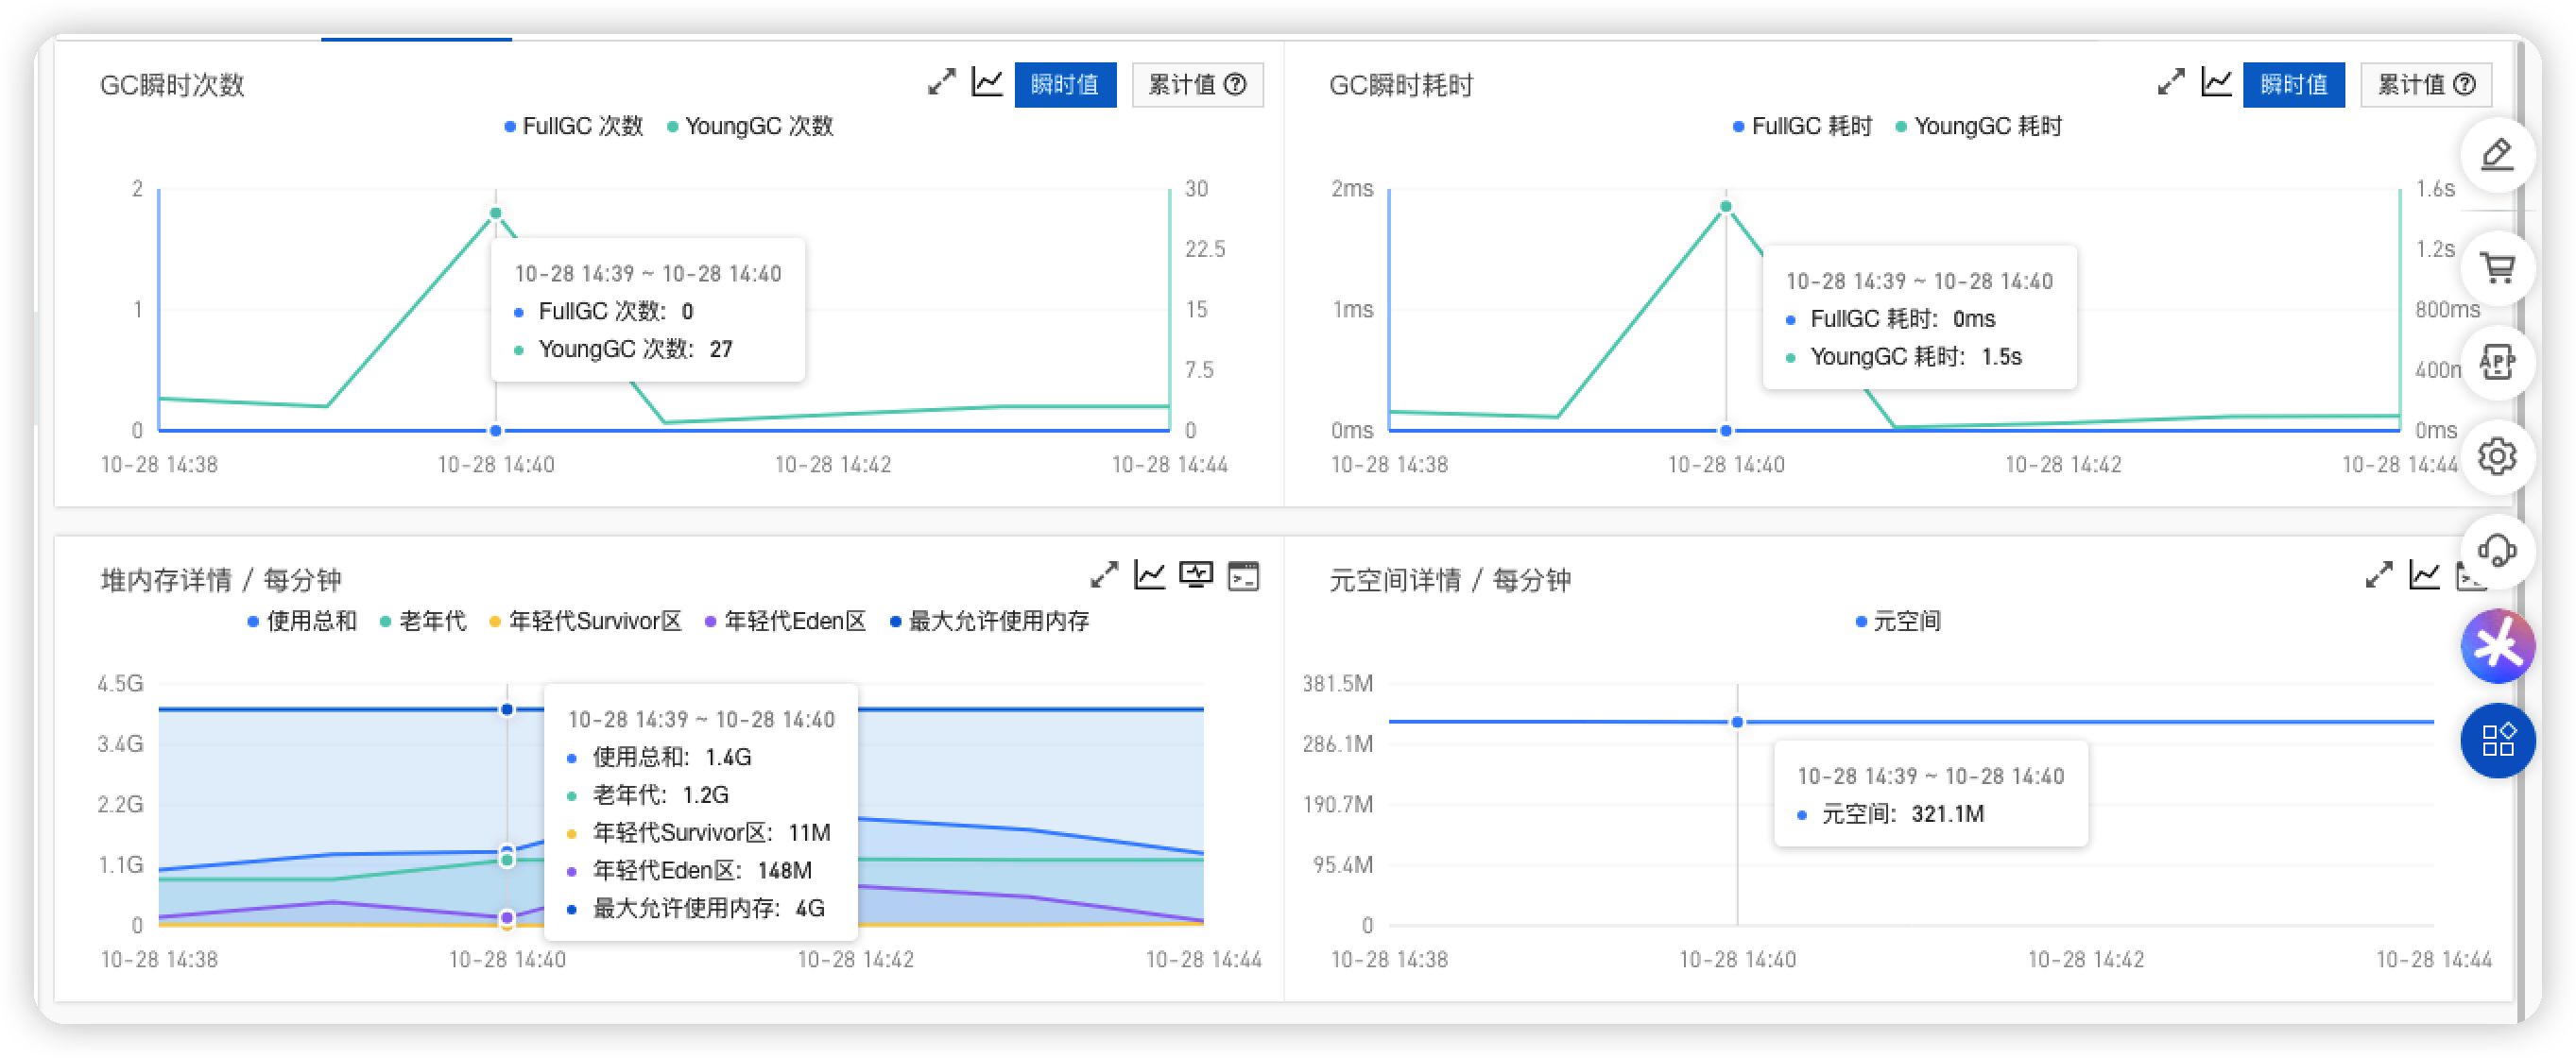 GC瞬时次数
瞬时值
累计值
FullGC 次数
YoungGC 次数
2
1
0
30
22.5
15
7.5
0
10-28 14:39 ~ 10-28 14:40
FullGC 次数: 0
YoungGC 次数: 27
10-28 14:38
10-28 14:40
10-28 14:42
10-28 14:44
GC瞬时耗时
瞬时值
累计值
FullGC 耗时
YoungGC 耗时
2ms
1ms
0ms
1.6s
1.2s
800ms
0ms
10-28 14:39 ~ 10-28 14:40
FullGC 耗时: 0ms
YoungGC 耗时: 1.5s
10-28 14:38
10-28 14:40
10-28 14:42
10-28 14:44
APP
堆内存详情 / 每分钟
使用总和
老年代
年轻代Survivor区
年轻代Eden区
最大允许使用内存
4.5G
3.4G
2.2G
1.1G
0
10-28 14:39 ~ 10-28 14:40
使用总和: 1.4G
老年代: 1.2G
年轻代Survivor区: 11M
年轻代Eden区: 148M
最大允许使用内存: 4G
10-28 14:38
10-28 14:40
10-28 14:42
10-28 14:44
元空间详情 / 每分钟
元空间
381.5M
286.1M
190.7M
95.4M
0
10-28 14:39 ~ 10-28 14:40
元空间: 321.1M
10-28 14:38
10-28 14:40
10-28 14:42
10-28 14:44